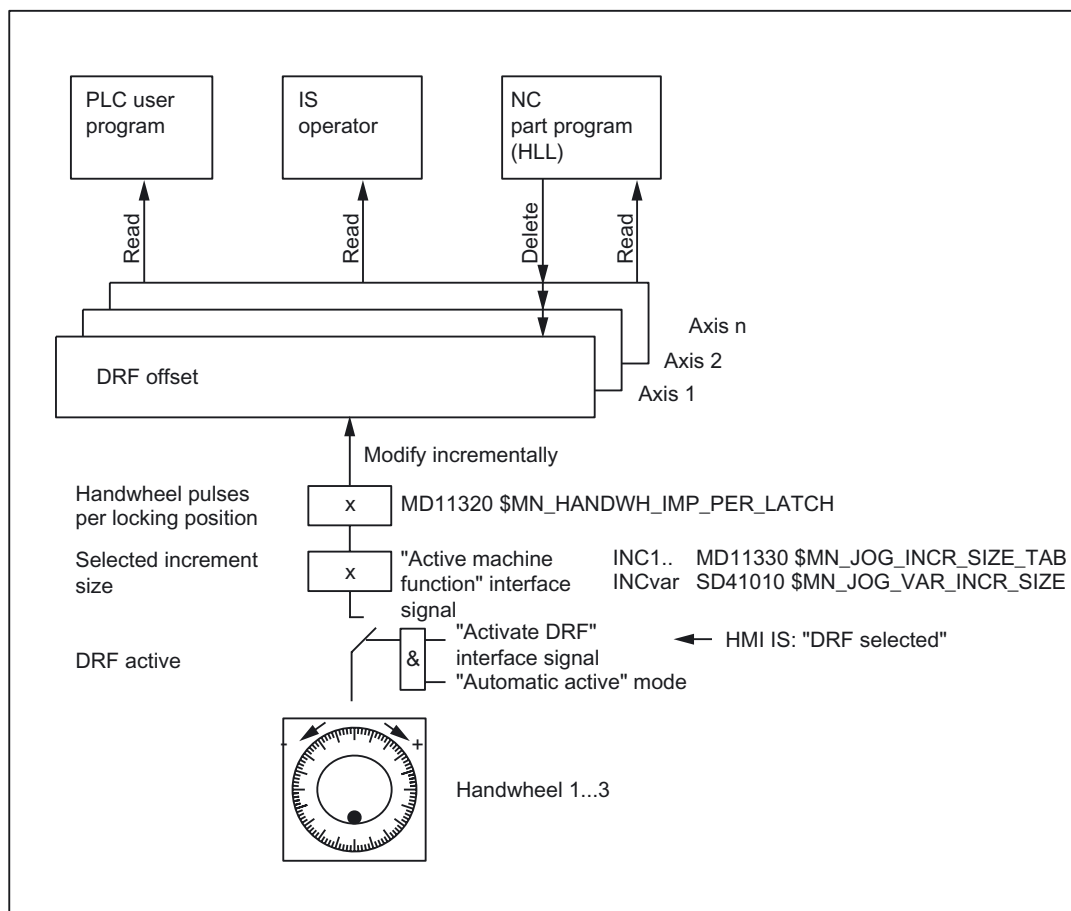 PLC user
program
IS
operator
NC
part program
(HLL)
Read
Read
Delete
Read
Axis n
Axis 2
Axis 1
DRF offset
Modify incrementally
Handwheel pulses
per locking position
x
MD11320 $MN_HANDWH_IMP_PER_LATCH
Selected increment
size
x
"Active machine
function" interface
signal
INC1.. MD11330 $MN_JOG_INCR_SIZE_TAB
INCvar SD41010 $MN_JOG_VAR_INCR_SIZE
DRF active
&
"Activate DRF"
interface signal
"Automatic active" mode
HMI IS: "DRF selected"
- +
Handwheel 1...3